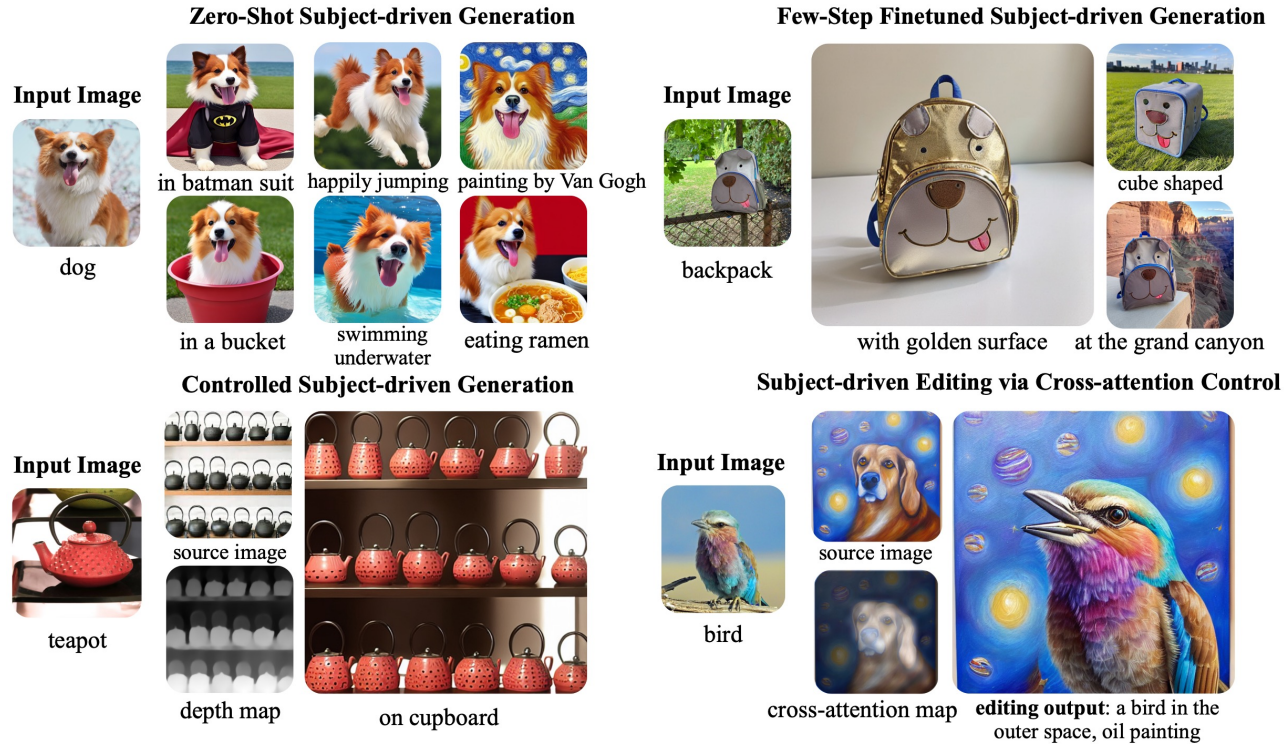 Zero-Shot Subject-driven Generation
Input Image
dog
in batman suit
happily jumping
painting by Van Gogh
in a bucket
swimming
underwater
eating ramen
Few-Step Finetuned Subject-driven Generation
Input Image
backpack
with golden surface
cube shaped
at the grand canyon
Controlled Subject-driven Generation
Input Image
teapot
source image
depth map
on cupboard
Subject-driven Editing via Cross-attention Control
Input Image
bird
source image
cross-attention map
editing output: a bird in the
outer space, oil painting